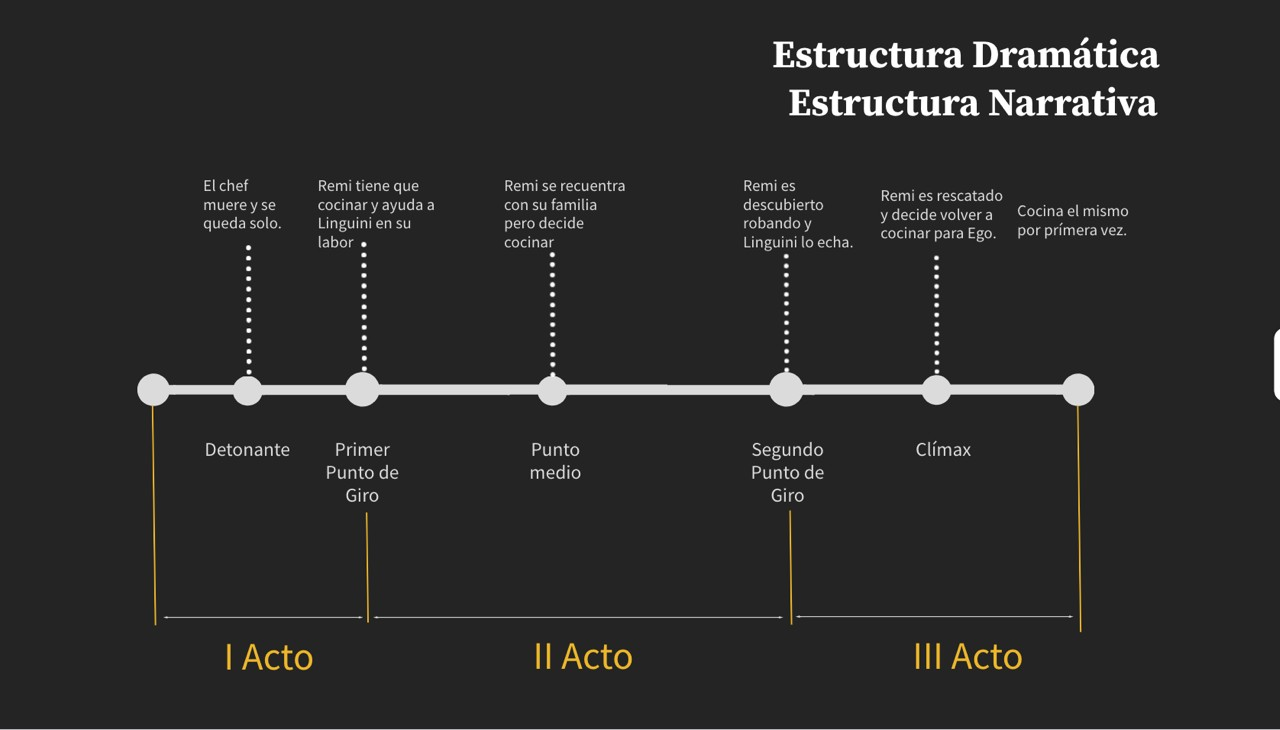 Estructura Dramática
Estructura Narrativa
El chef
muere y se
queda solo.
Remi tiene que
cocinar y ayuda a
Linguini en su
labor
Remi se recuentra
con su familia
pero decide
cocinar
Remi es
descubierto
robando y
Linguini lo echa.
Remi es rescatado
y decide volver a
cocinar para Ego.
Cocina el mismo
por prímera vez.
Detonante
Primer
Punto de
Giro
Punto
medio
Segundo
Punto de
Giro
Clímax
I Acto
II Acto
III Acto